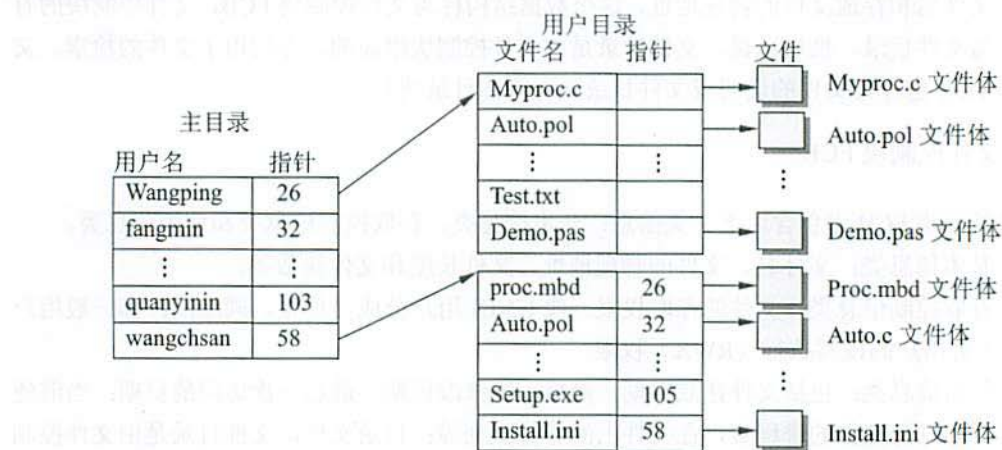 用户目录
文件名 指针 文件
Myproc.c Myproc.c 文件体
主目录 Auto.pol Auto.pol 文件体
用户名 指针 ⋮ ⋮ ⋮
Wangping 26 Test.txt
fangmin 32 Demo.pas Demo.pas 文件体
⋮ ⋮ proc.mbd 26 Proc.mbd 文件体
quanyinin 103 Auto.pol 32 Auto.c 文件体
wangchsan 58 ⋮ ⋮ ⋮
Setup.exe 105
Install.ini 58 Install.ini 文件体